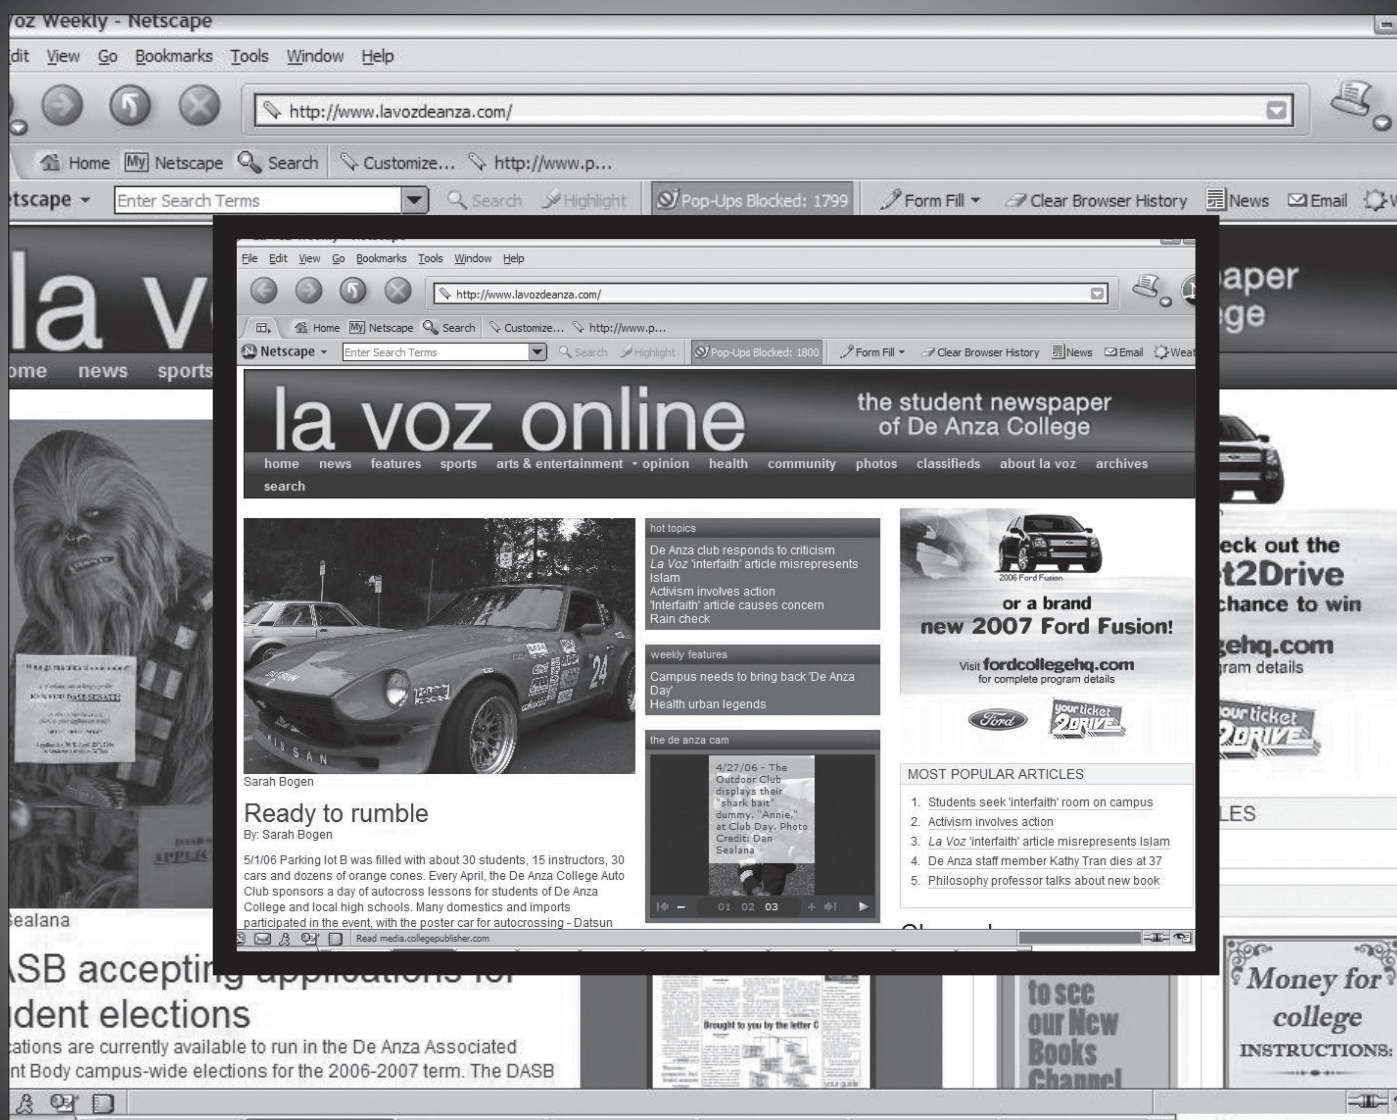 oz Weekly - Netscape
dit View Go Bookmarks Tools Window Help
http://www.lavozdeanza.com/
Home My Netscape Search Customize... http://www.p...
etscape Enter Search Terms Search Highlight Pop-Ups Blocked: 1799 Form Fill Clear Browser History News Email W
la v
aper
ge
ome news sports
File Edit View Go Bookmarks Tools Window Help
http://www.lavozdeanza.com/
Home My Netscape Search Customize... http://www.p...
Netscape Enter Search Terms Search Highlight Pop-Ups Blocked: 1800 Form Fill Clear Browser History News Email Weat
la voz online
the student newspaper
of De Anza College
home news features sports arts & entertainment opinion health community photos classifieds about la voz archives
search
DATSUN
NISSAN
24
Sarah Bogen
Ready to rumble
By: Sarah Bogen
5/1/06 Parking lot B was filled with about 30 students, 15 instructors, 30
cars and dozens of orange cones. Every April, the De Anza College Auto
Club sponsors a day of autocross lessons for students of De Anza
College and local high schools. Many domestics and imports
participated in the event, with the poster car for autocrossing - Datsun
hot topics
De Anza club responds to criticism
La Voz 'interfaith' article misrepresents
Islam
Activism involves action
'Interfaith' article causes concern
Rain check
weekly features
Campus needs to bring back 'De Anza
Day'
Health urban legends
the de anza cam
4/27/06 - The
Outdoor Club
displays their
"shark bait"
dummy, "Annie,"
at Club Day. Photo
Credit: Dan
Sealana
01 02 03
2006 Ford Fusion
or a brand
new 2007 Ford Fusion!
Visit fordcollegehq.com
for complete program details
Ford
your ticket
2DRIVE
MOST POPULAR ARTICLES
1. Students seek 'interfaith' room on campus
2. Activism involves action
3. La Voz 'interfaith' article misrepresents Islam
4. De Anza staff member Kathy Tran dies at 37
5. Philosophy professor talks about new book
Read media.collegepublisher.com
eck out the
t2Drive
chance to win
gehq.com
gram details
our ticket
2DRIVE
LES
RUN FOR DASB SENATE!
Sealana
ASB accepting applications for
dent elections
cations are currently available to run in the De Anza Associated
nt Body campus-wide elections for the 2006-2007 term. The DASB
Brought to you by the letter C
your guide
to see
our New
Books
Channel
Money for
college
INSTRUCTIONS: